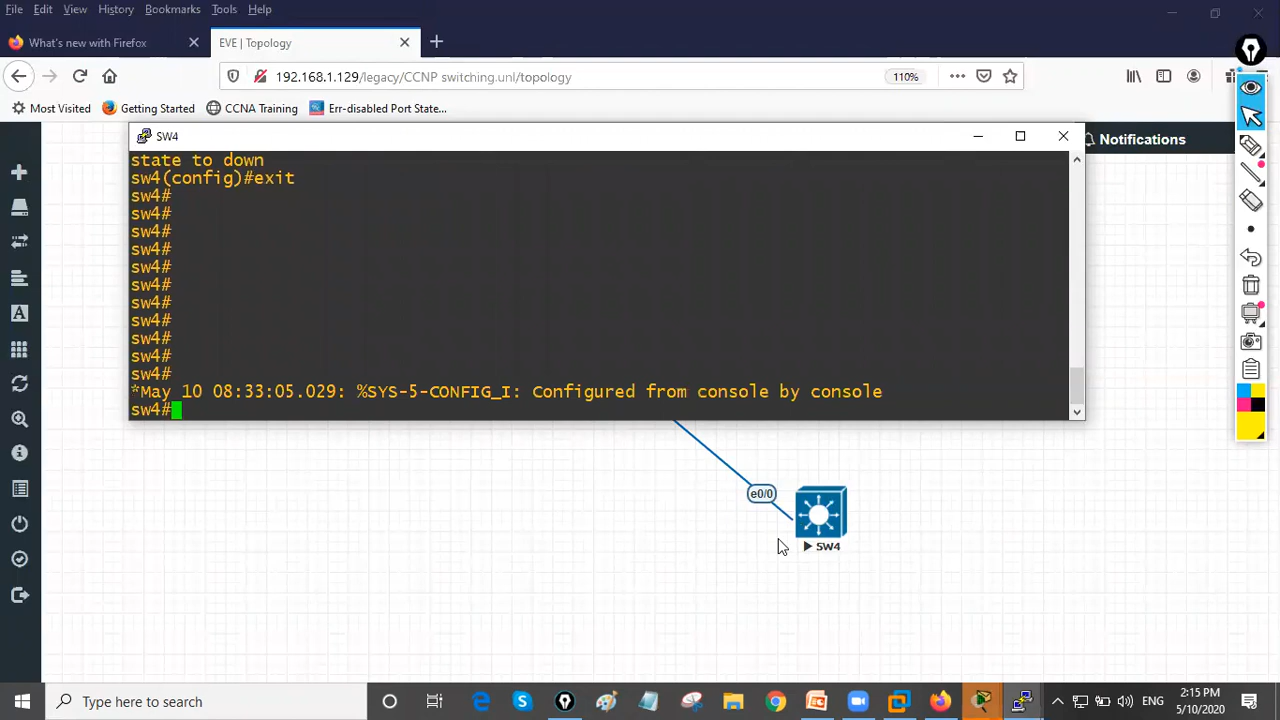 File Edit View History Bookmarks Tools Help
What's new with Firefox
EVE | Topology
192.168.1.129/legacy/CCNP switching.unl/topology
110%
Most Visited
Getting Started
CCNA Training
Err-disabled Port State...
SW4
Notifications
state to down
sw4(config)#exit
sw4#
sw4#
sw4#
sw4#
sw4#
sw4#
sw4#
sw4#
sw4#
sw4#
sw4#
*May 10 08:33:05.029: %SYS-5-CONFIG_I: Configured from console by console
sw4#
e0/0
SW4
Type here to search
ENG
2:15 PM
5/10/2020